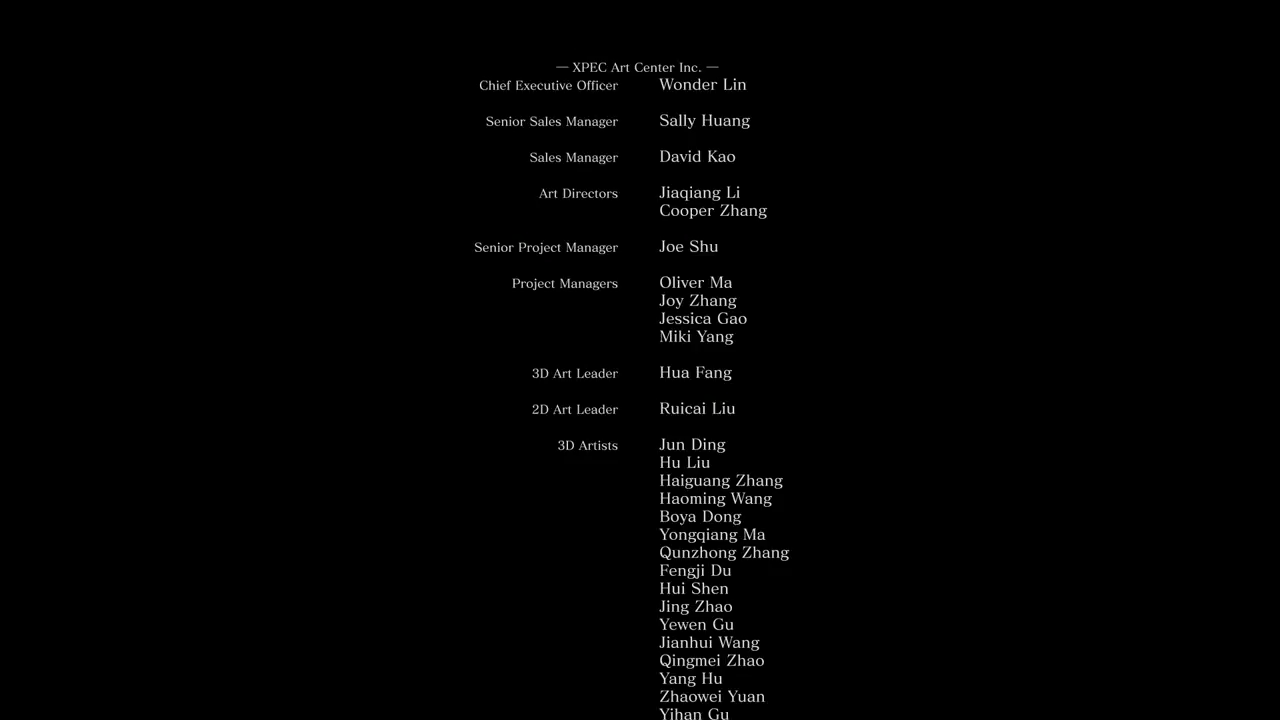 — XPEC Art Center Inc. —
Chief Executive Officer Wonder Lin
Senior Sales Manager Sally Huang
Sales Manager David Kao
Art Directors Jiaqiang Li
Cooper Zhang
Senior Project Manager Joe Shu
Project Managers Oliver Ma
Joy Zhang
Jessica Gao
Miki Yang
3D Art Leader Hua Fang
2D Art Leader Ruicai Liu
3D Artists Jun Ding
Hu Liu
Haiguang Zhang
Haoming Wang
Boya Dong
Yongqiang Ma
Qunzhong Zhang
Fengji Du
Hui Shen
Jing Zhao
Yewen Gu
Jianhui Wang
Qingmei Zhao
Yang Hu
Zhaowei Yuan
Yihan Gu